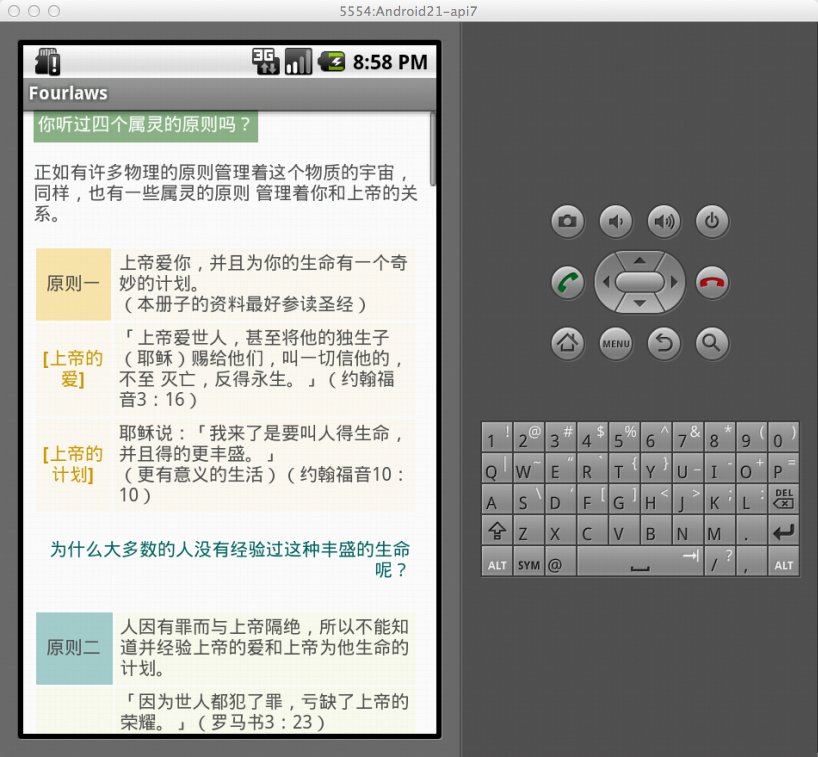 5554:Android21-api7
3G 8:58 PM
Fourlaws
你听过四个属灵的原则吗？
正如有许多物理的原则管理着这个物质的宇宙，
同样，也有一些属灵的原则 管理着你和上帝的关
系。
原则一
上帝爱你，并且为你的生命有一个奇
妙的计划。
（本册子的资料最好参读圣经）
[上帝的
爱]
「上帝爱世人，甚至将他的独生子
（耶稣）赐给他们，叫一切信他的，
不至 灭亡，反得永生。」（约翰福
音3：16）
[上帝的
计划]
耶稣说：「我来了是要叫人得生命，
并且得的更丰盛。」
（更有意义的生活）（约翰福音10：
10）
为什么大多数的人没有经验过这种丰盛的生命
呢？
原则二
人因有罪而与上帝隔绝，所以不能知
道并经验上帝的爱和上帝为他生命的
计划。
「因为世人都犯了罪，亏缺了上帝的
荣耀。」（罗马书3：23）
MENU
1 ! 2 @ 3 # 4 $ 5 % 6 ^ 7 & 8 * 9 ( 0 )
Q | W ~ E “ R ` T { Y } U _ I - O + P =
A S \ D ‘ F [ G ] H < J > K ; L : DEL
Z X C V B N M .
ALT SYM @ / ? , ALT